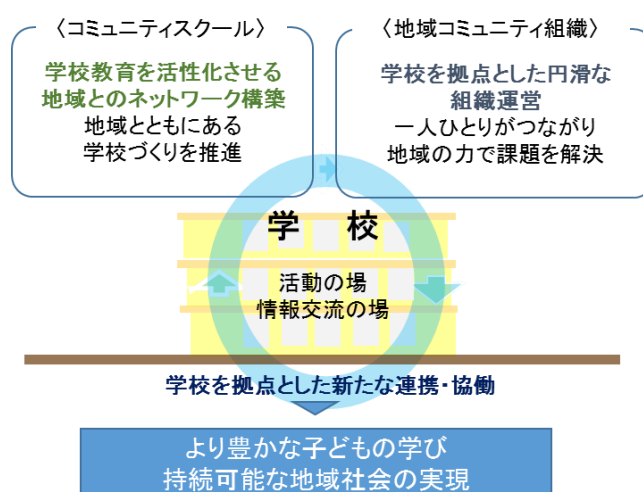 〈コミュニティスクール〉
学校教育を活性化させる
地域とのネットワーク構築
地域とともにある
学校づくりを推進
〈地域コミュニティ組織〉
学校を拠点とした円滑な
組織運営
一人ひとりがつながり
地域の力で課題を解決
学　校
活動の場
情報交流の場
学校を拠点とした新たな連携・協働
より豊かな子どもの学び
持続可能な地域社会の実現